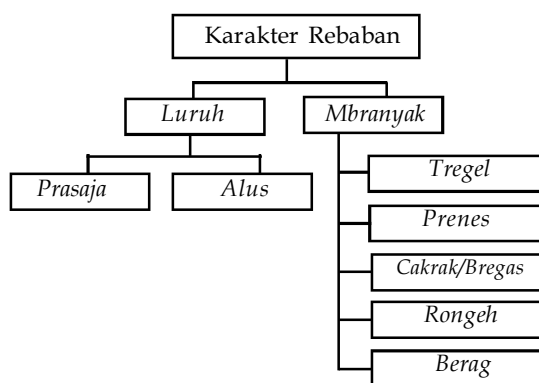 Karakter Rebaban
Luruh
Mbranyak
Prasaja
Alus
Tregel
Prenes
Cakrak/Bregas
Rongeh
Berag